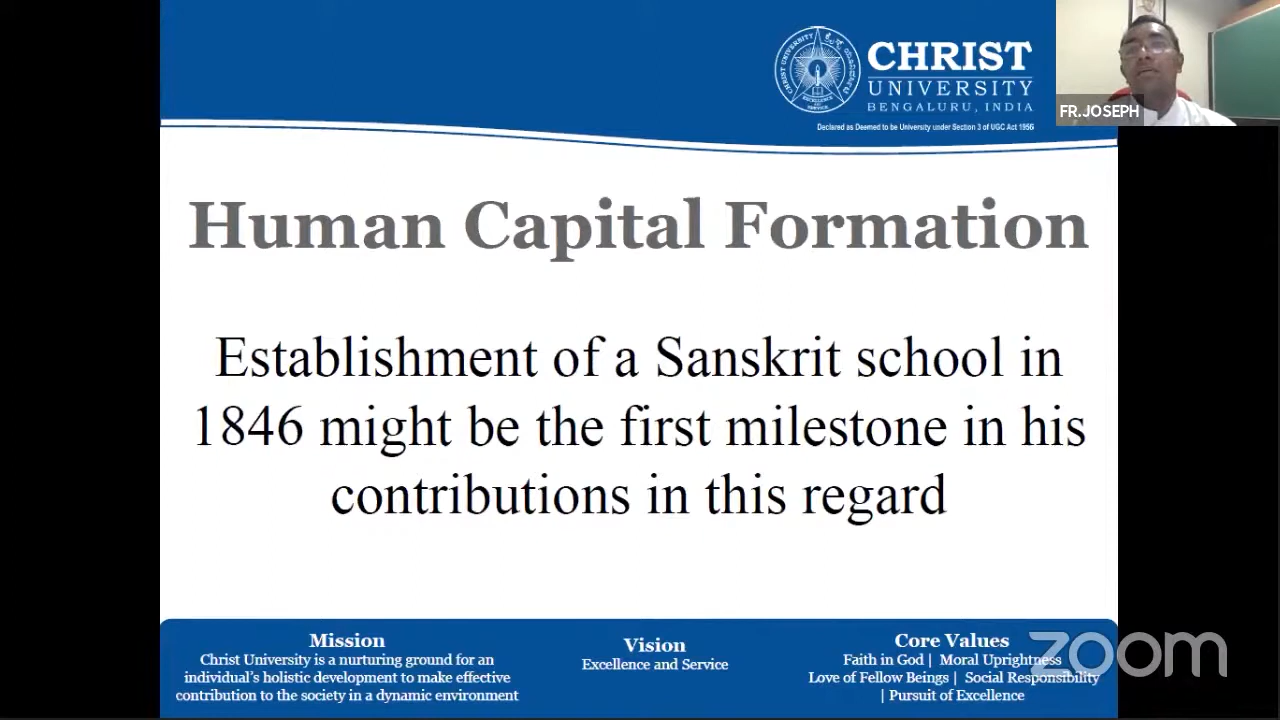 CHRIST
UNIVERSITY
BENGALURU, INDIA
Declared as Deemed to be University under Section 3 of UGC Act 1956
FR.JOSEPH
Human Capital Formation
Establishment of a Sanskrit school in
1846 might be the first milestone in his
contributions in this regard
Mission
Christ University is a nurturing ground for an
individual's holistic development to make effective
contribution to the society in a dynamic environment
Vision
Excellence and Service
Core Values
Faith in God | Moral Uprightness
Love of Fellow Beings | Social Responsibility
| Pursuit of Excellence
zoom